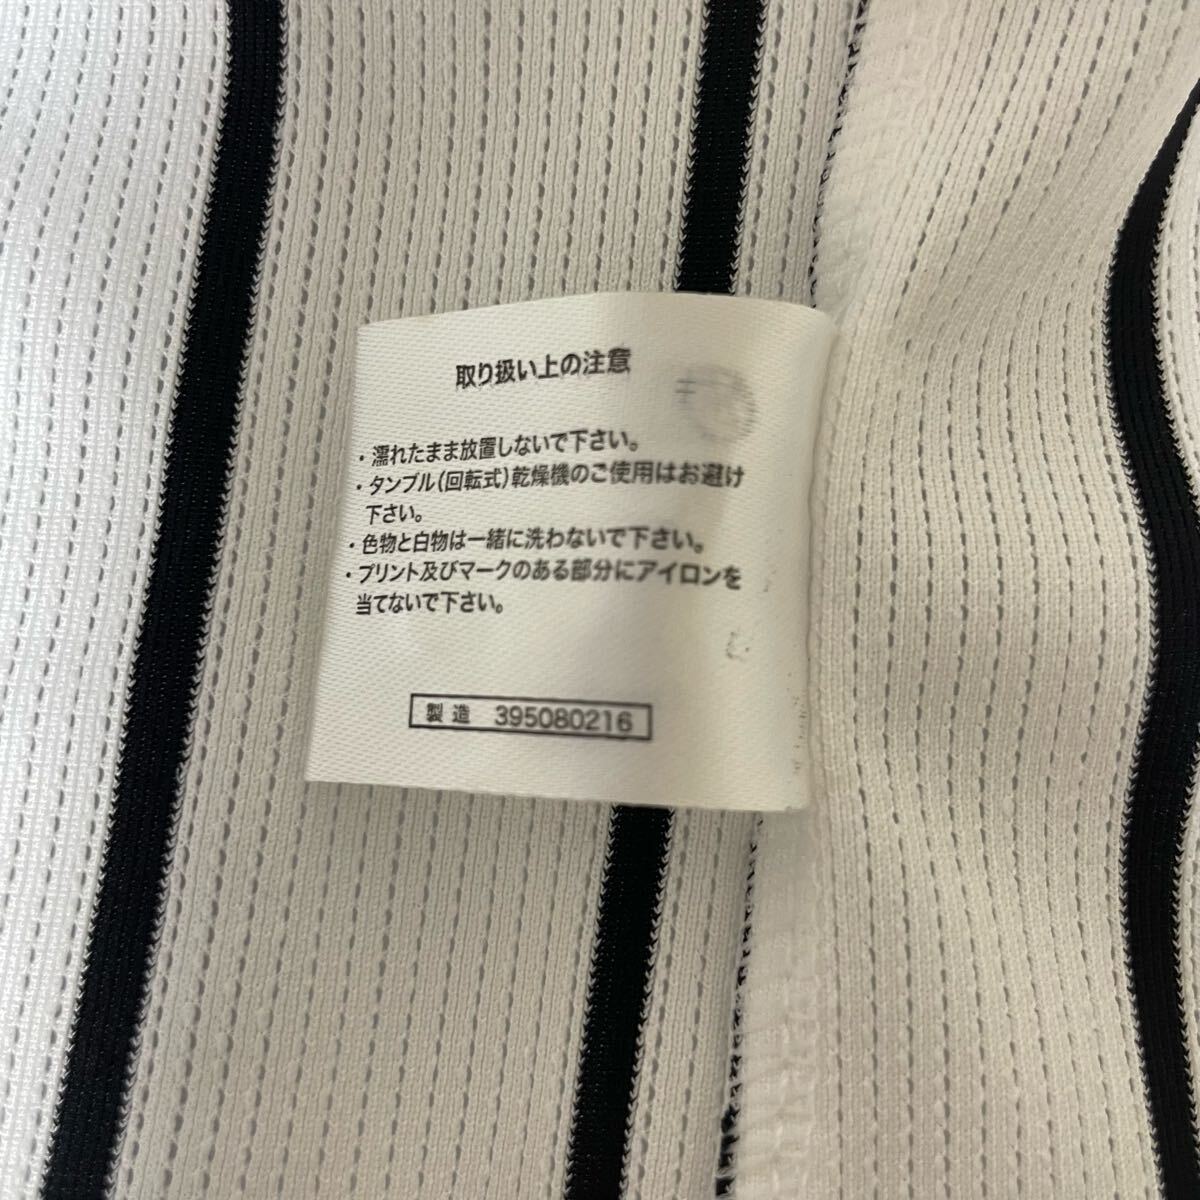 取り扱い上の注意
・濡れたまま放置しないで下さい。
・タンブル(回転式)乾燥機のご使用はお避け
下さい。
・色物と白物は一緒に洗わないで下さい。
・プリント及びマークのある部分にアイロンを
当てないで下さい。
製造 395080216